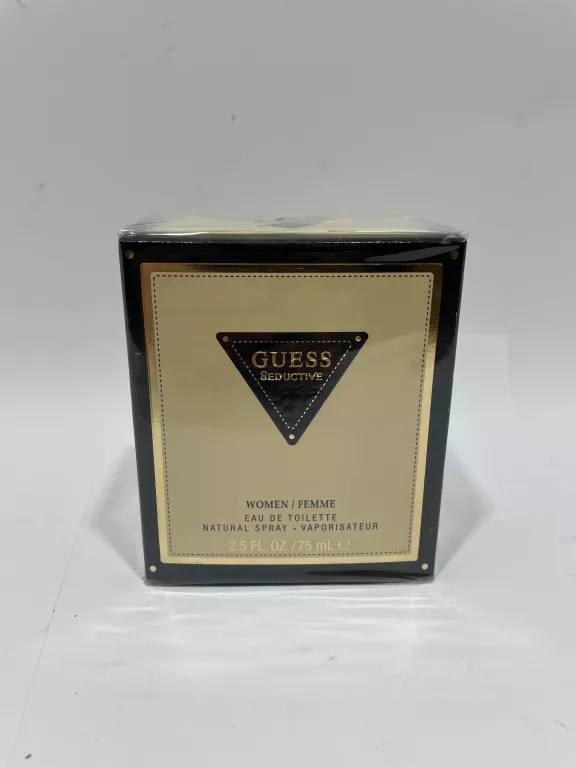 GUESS
SEDUCTIVE
WOMEN / FEMME
EAU DE TOILETTE
NATURAL SPRAY • VAPORISATEUR
2.5 FL. OZ. / 75 mL ℮